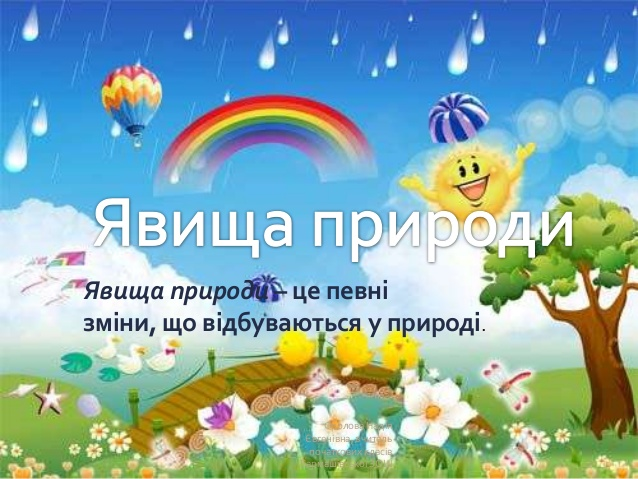 Явища природи
Явища природи – це певні
зміни, що відбуваються у природі.